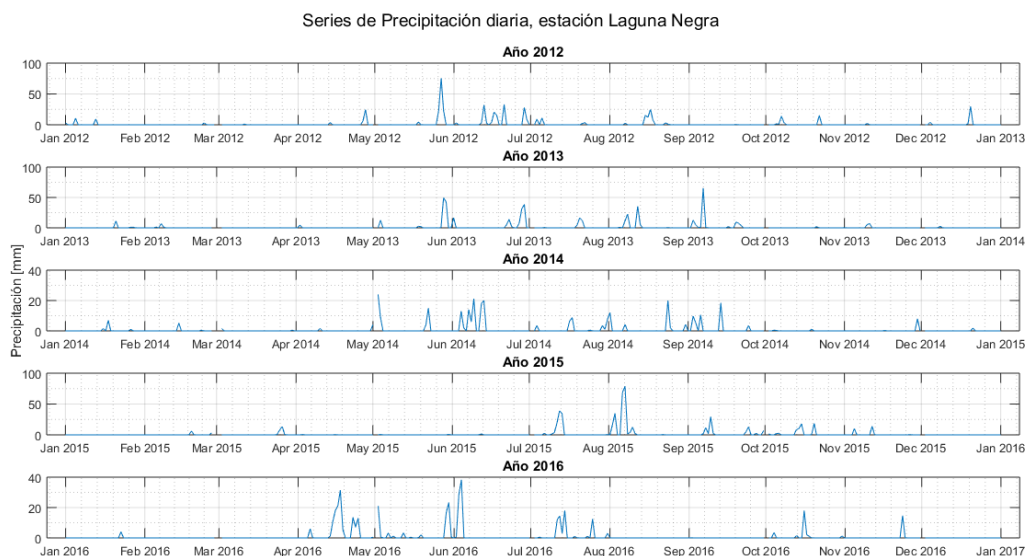 Series de Precipitación diaria, estación Laguna Negra
Año 2012
100
50
0
Jan 2012 Feb 2012 Mar 2012 Apr 2012 May 2012 Jun 2012 Jul 2012 Aug 2012 Sep 2012 Oct 2012 Nov 2012 Dec 2012 Jan 2013
Año 2013
100
50
0
Jan 2013 Feb 2013 Mar 2013 Apr 2013 May 2013 Jun 2013 Jul 2013 Aug 2013 Sep 2013 Oct 2013 Nov 2013 Dec 2013 Jan 2014
Precipitación [mm]
Año 2014
40
20
0
Jan 2014 Feb 2014 Mar 2014 Apr 2014 May 2014 Jun 2014 Jul 2014 Aug 2014 Sep 2014 Oct 2014 Nov 2014 Dec 2014 Jan 2015
Año 2015
100
50
0
Jan 2015 Feb 2015 Mar 2015 Apr 2015 May 2015 Jun 2015 Jul 2015 Aug 2015 Sep 2015 Oct 2015 Nov 2015 Dec 2015 Jan 2016
Año 2016
40
20
0
Jan 2016 Feb 2016 Mar 2016 Apr 2016 May 2016 Jun 2016 Jul 2016 Aug 2016 Sep 2016 Oct 2016 Nov 2016 Dec 2016 Jan 2017